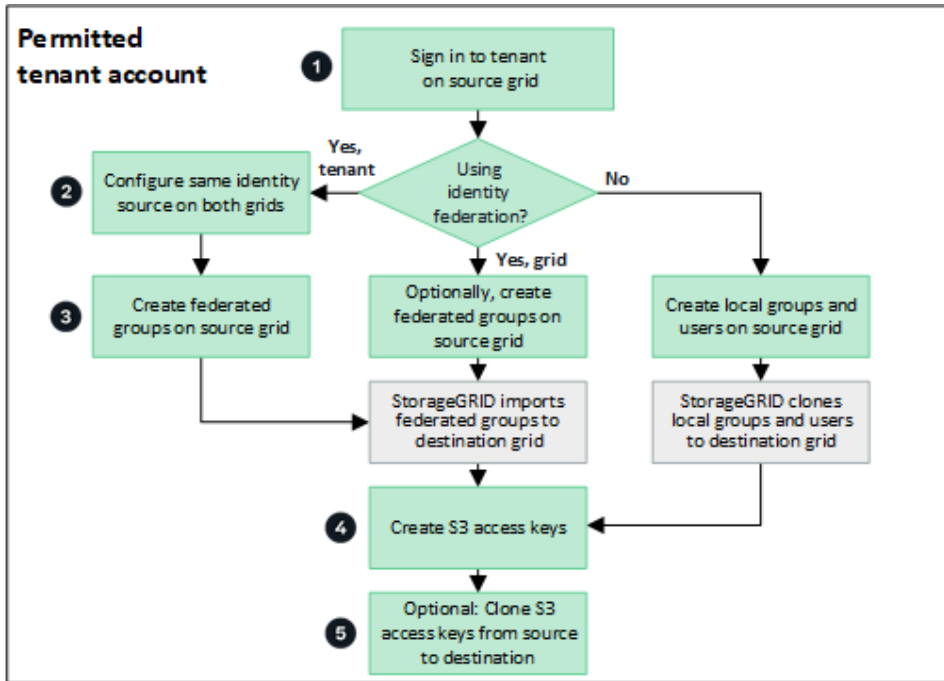 Permitted
tenant account
1
Sign in to tenant
on source grid
Yes,
tenant
Using
identity
federation?
No
2
Configure same identity
source on both grids
Yes, grid
3
Create federated
groups on source grid
Optionally, create
federated groups on
source grid
Create local groups and
users on source grid
StorageGRID imports
federated groups to
destination grid
StorageGRID clones
local groups and users
to destination grid
4
Create S3 access keys
5
Optional: Clone S3
access keys from source
to destination